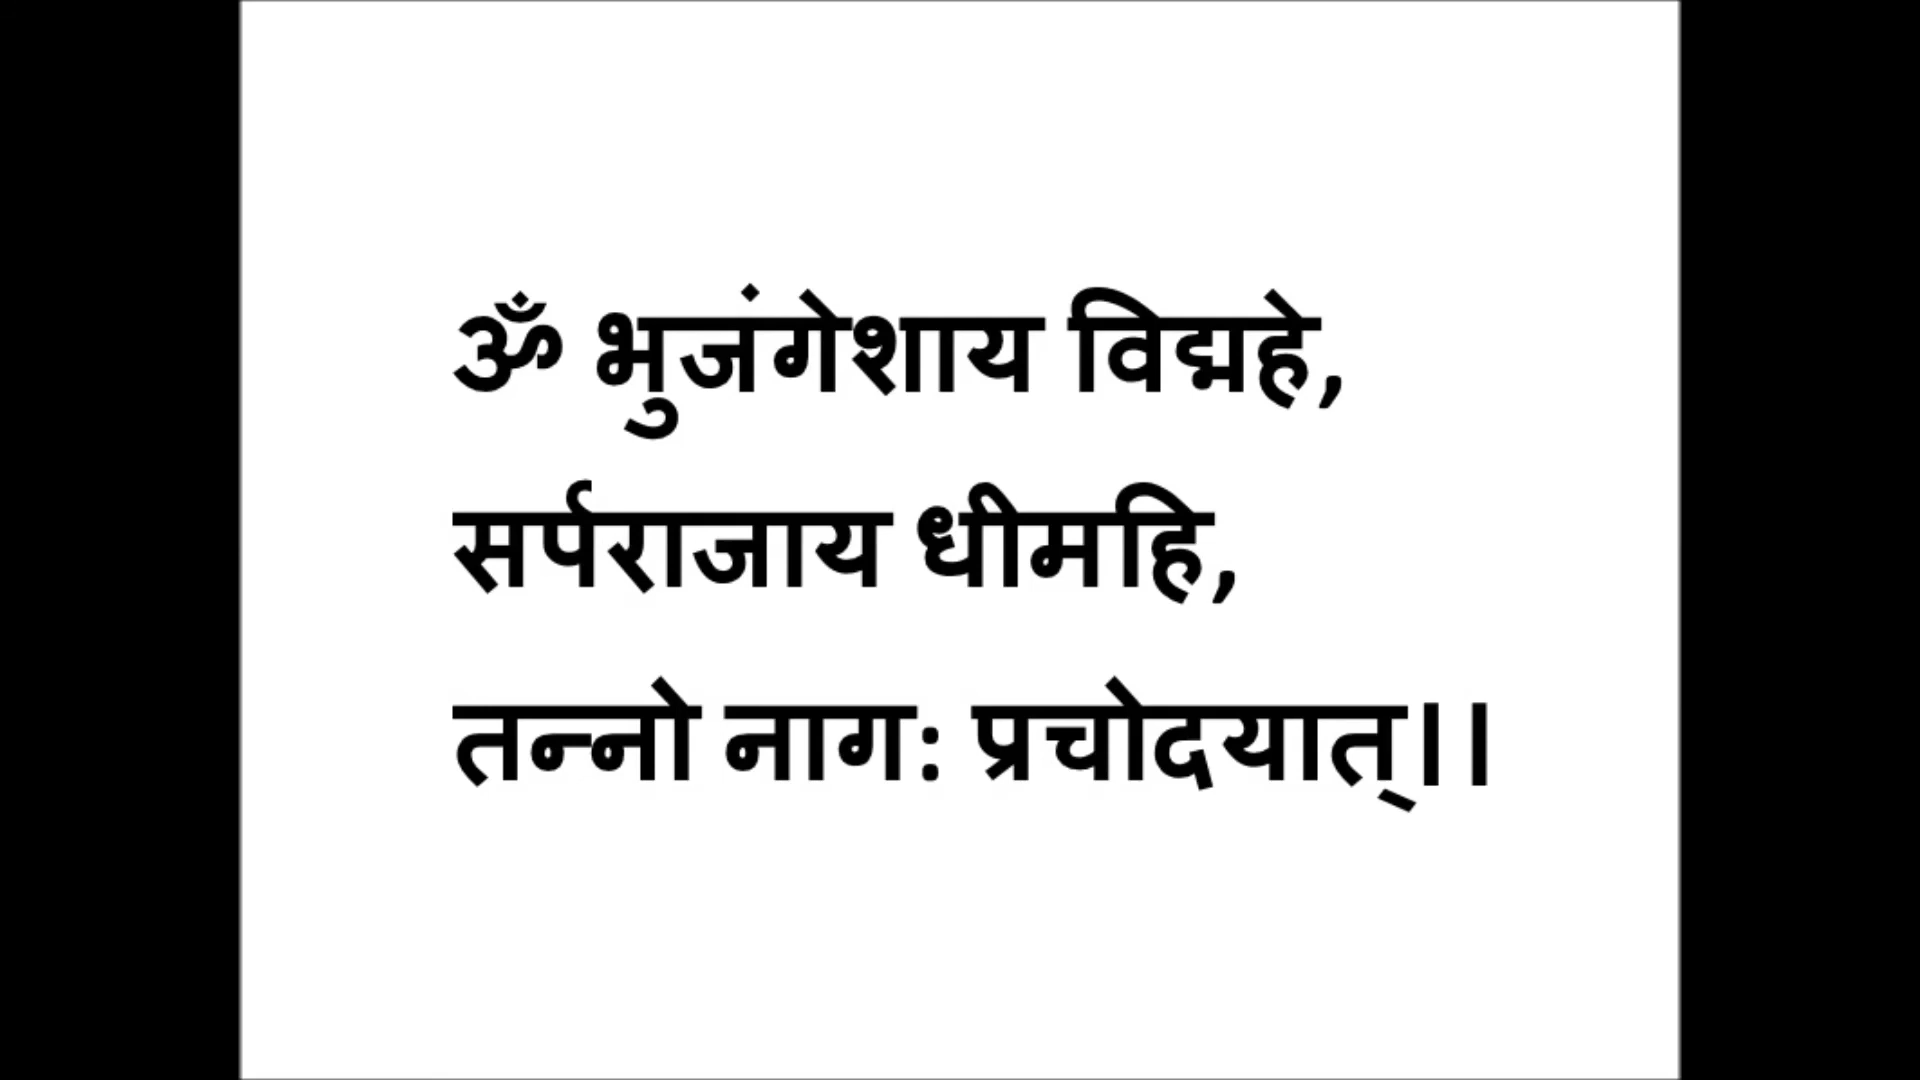 ॐ भुजंगेशाय विद्महे,
सर्पराजाय धीमहि,
तन्नो नाग: प्रचोदयात्।।